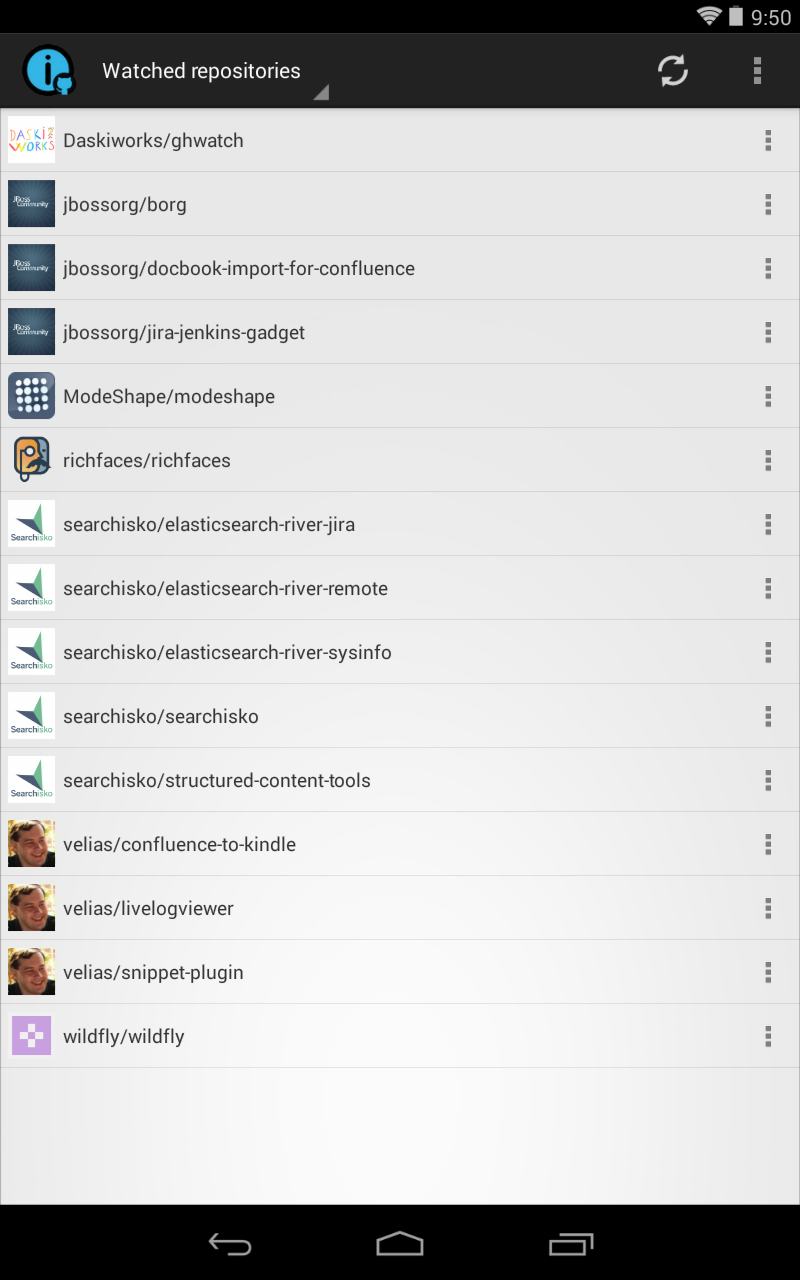 9:50
Watched repositories
DASKI
WORKS
Daskiworks/ghwatch
JBoss
Community
jbossorg/borg
JBoss
Community
jbossorg/docbook-import-for-confluence
JBoss
Community
jbossorg/jira-jenkins-gadget
ModeShape/modeshape
richfaces/richfaces
Searchisko
searchisko/elasticsearch-river-jira
Searchisko
searchisko/elasticsearch-river-remote
Searchisko
searchisko/elasticsearch-river-sysinfo
Searchisko
searchisko/searchisko
Searchisko
searchisko/structured-content-tools
velias/confluence-to-kindle
velias/livelogviewer
velias/snippet-plugin
wildfly/wildfly